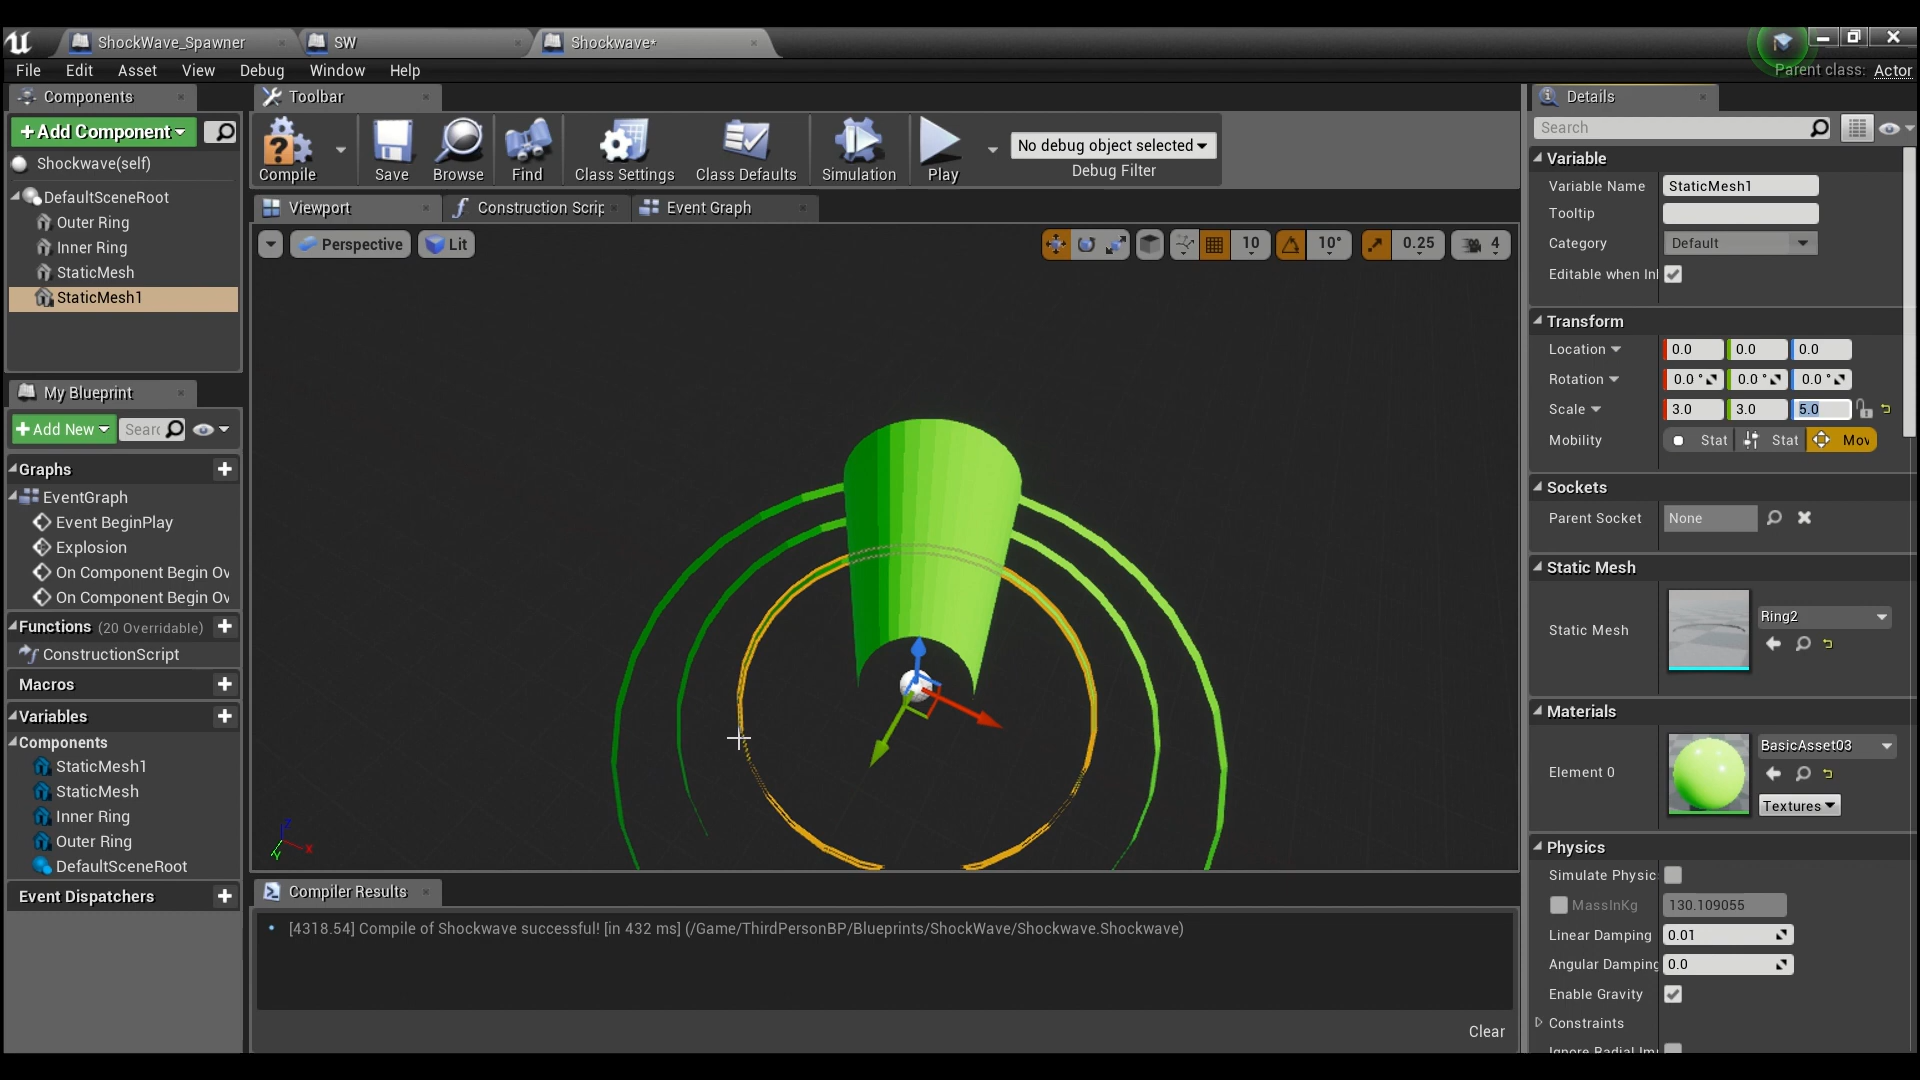 ShockWave_Spawner
SW
Shockwave*
File Edit Asset View Debug Window Help
Parent class: Actor
Components
Toolbar
Details
+Add Component
Search
Shockwave(self)
DefaultSceneRoot
Outer Ring
Inner Ring
StaticMesh
StaticMesh1
Compile
Save
Browse
Find
Class Settings
Class Defaults
Simulation
Play
No debug object selected
Debug Filter
Viewport
Construction Scrip
Event Graph
Perspective
Lit
10
10°
0.25
4
Variable
Variable Name StaticMesh1
Tooltip
Category Default
Editable when Inl
Transform
Location 0.0 0.0 0.0
Rotation 0.0 ° 0.0 ° 0.0 °
Scale 3.0 3.0 5.0
Mobility Stat Stat Mov
Sockets
Parent Socket None
Static Mesh
Static Mesh Ring2
Materials
Element 0 BasicAsset03
Textures
Physics
Simulate Physic
MassInKg 130.109055
Linear Damping 0.01
Angular Damping 0.0
Enable Gravity
Constraints
Ignore Radial Im
My Blueprint
+Add New
Searc
Graphs
EventGraph
Event BeginPlay
Explosion
On Component Begin Ov
On Component Begin Ov
Functions (20 Overridable)
ConstructionScript
Macros
Variables
Components
StaticMesh1
StaticMesh
Inner Ring
Outer Ring
DefaultSceneRoot
Event Dispatchers
Z
X
Y
Compiler Results
[4318.54] Compile of Shockwave successful! [in 432 ms] (/Game/ThirdPersonBP/Blueprints/ShockWave/Shockwave.Shockwave)
Clear